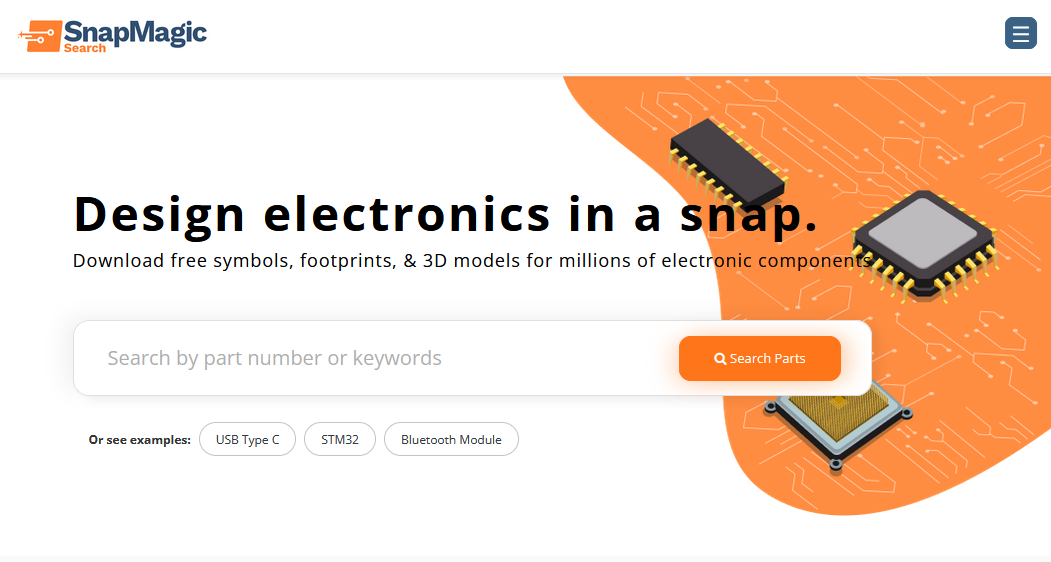 SnapMagic
Search
Design electronics in a snap.
Download free symbols, footprints, & 3D models for millions of electronic components
Search by part number or keywords
Search Parts
Or see examples: USB Type C STM32 Bluetooth Module